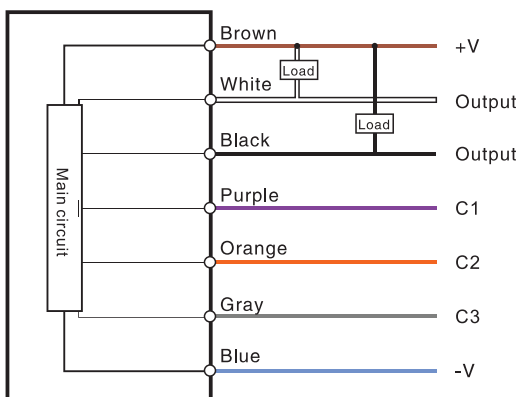 Brown
+V
Load
White
Output
Load
Black
Output
Main circuit
Purple
C1
Orange
C2
Gray
C3
Blue
-V